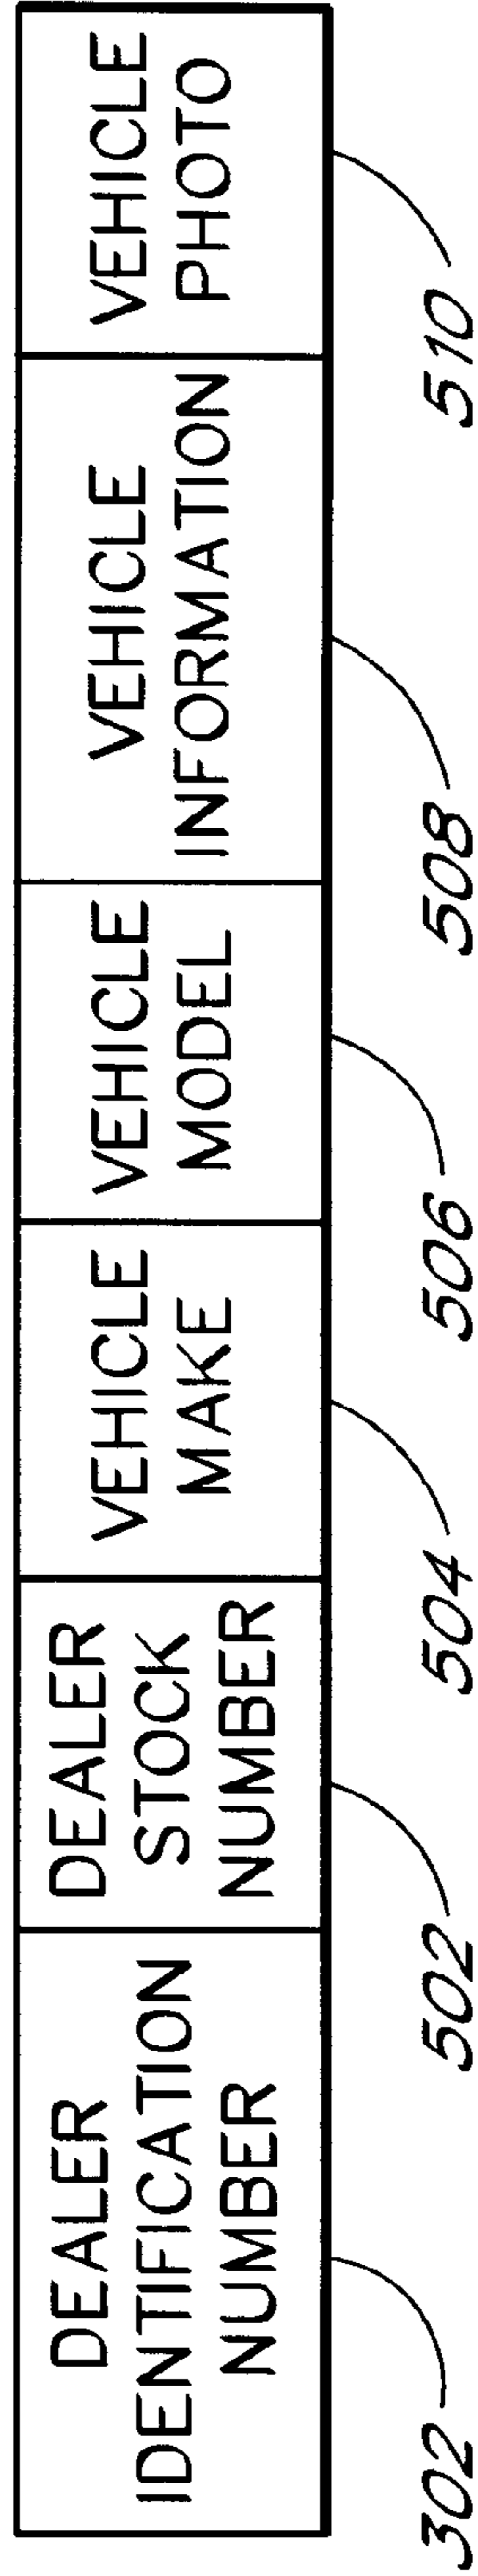 DEALER
IDENTIFICATION
NUMBER
DEALER
STOCK
NUMBER
VEHICLE
MAKE
VEHICLE
MODEL
VEHICLE
INFORMATION
VEHICLE
PHOTO
302
502
504
506
508
510